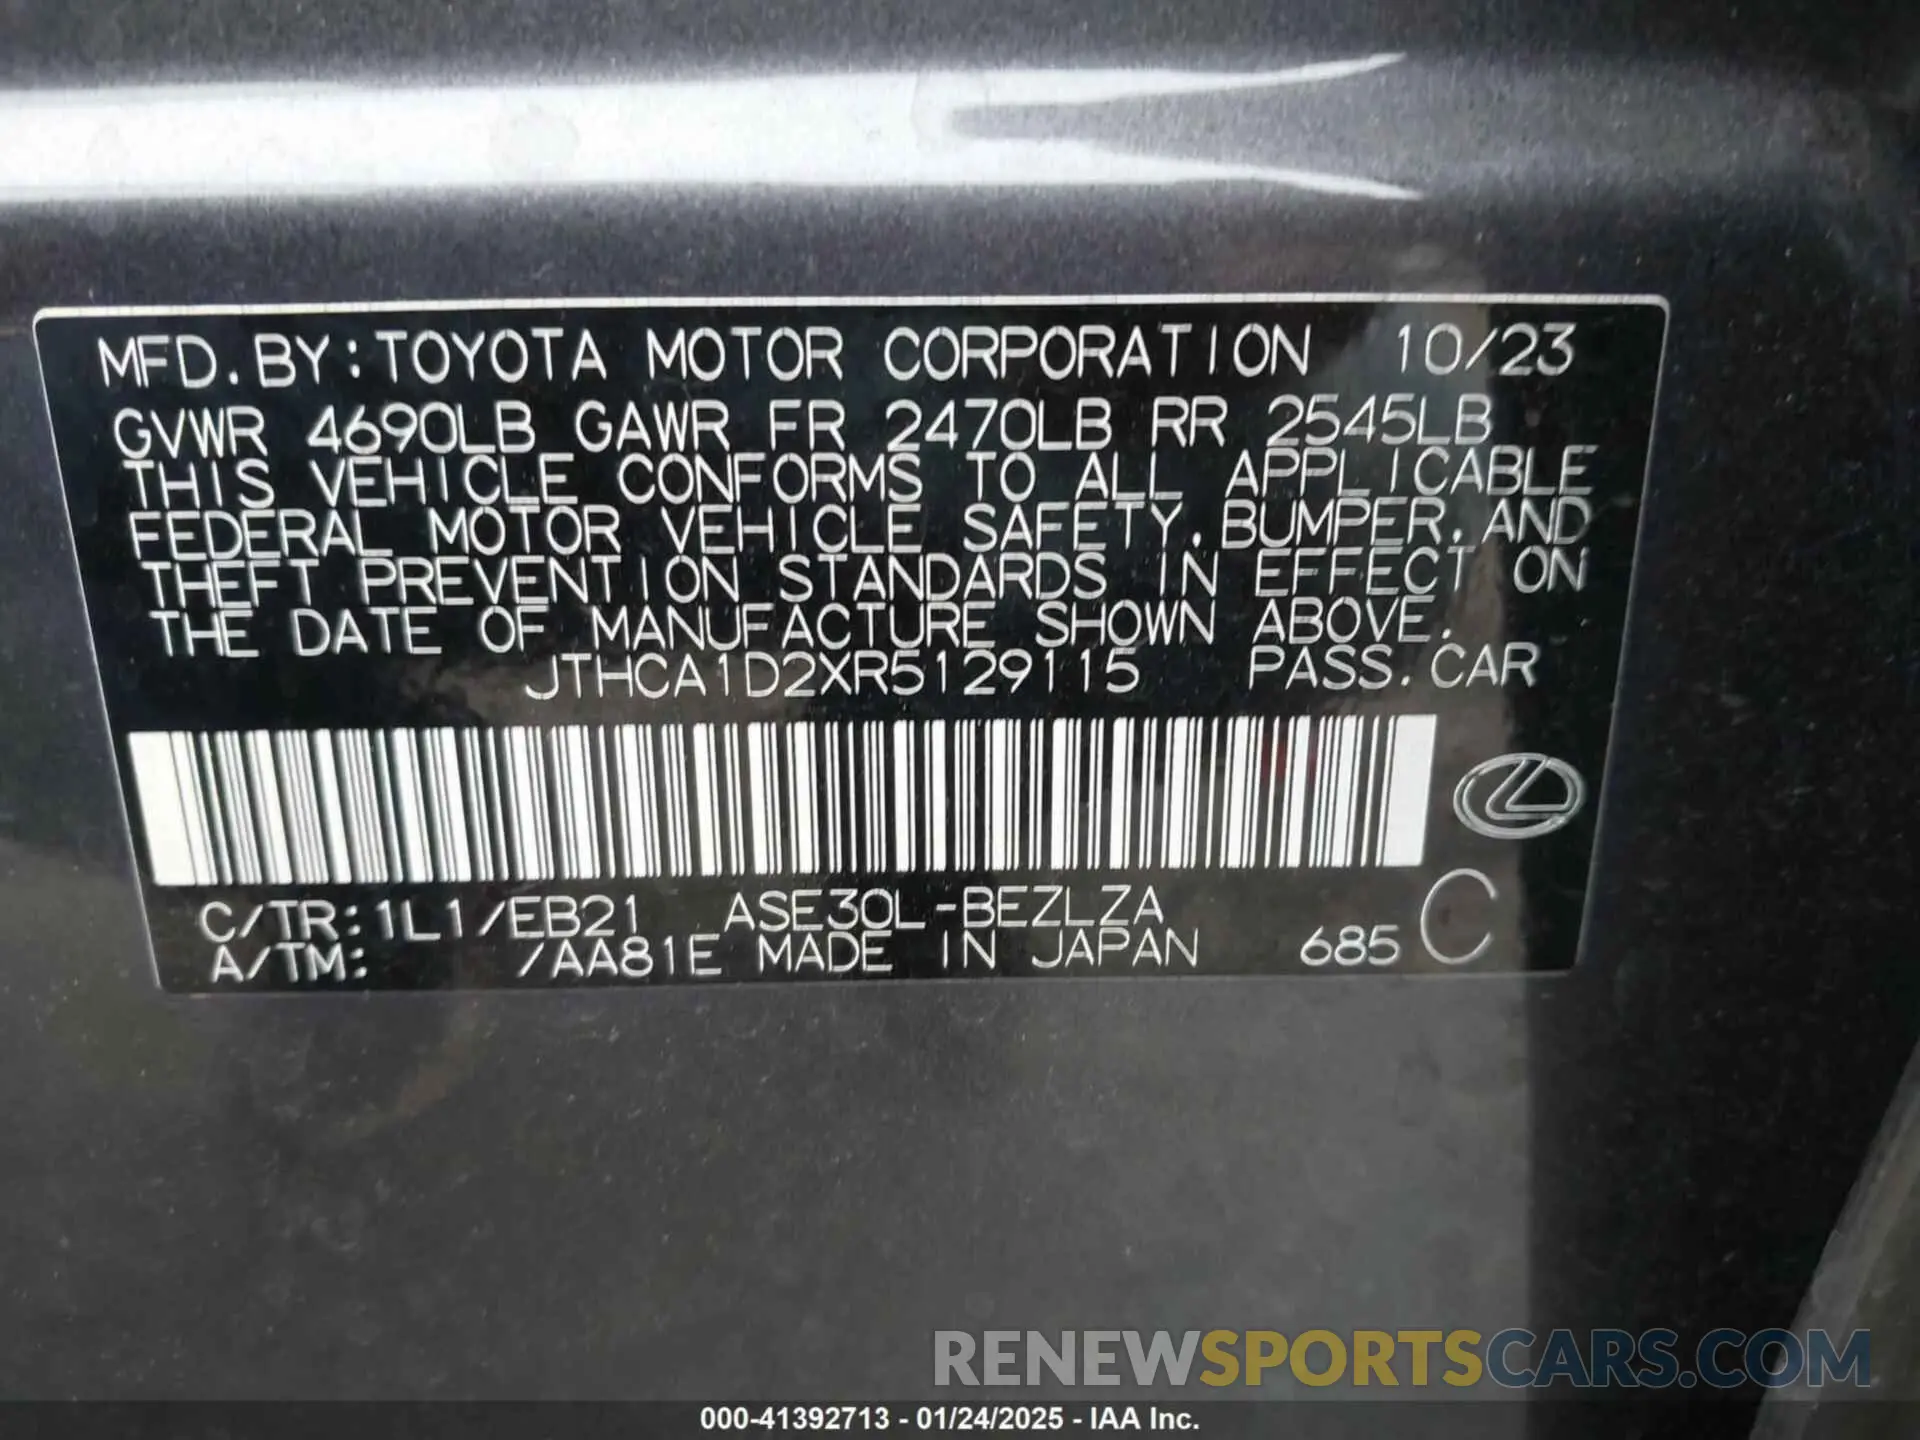 MFD. BY: TOYOTA MOTOR CORPORATION 10/23
GVWR 4690LB GAWR FR 2470LB RR 2545LB
THIS VEHICLE CONFORMS TO ALL APPLICABLE
FEDERAL MOTOR VEHICLE SAFETY, BUMPER, AND
THEFT PREVENTION STANDARDS IN EFFECT ON
THE DATE OF MANUFACTURE SHOWN ABOVE.
JTHCA1D2XR5129115 PASS. CAR
C/TR: 1L1/EB21 ASE30L-BEZLZA
A/TM: /AA81E MADE IN JAPAN 685 C
RENEWSPORTSCARS.COM
000-41392713 - 01/24/2025 - IAA Inc.